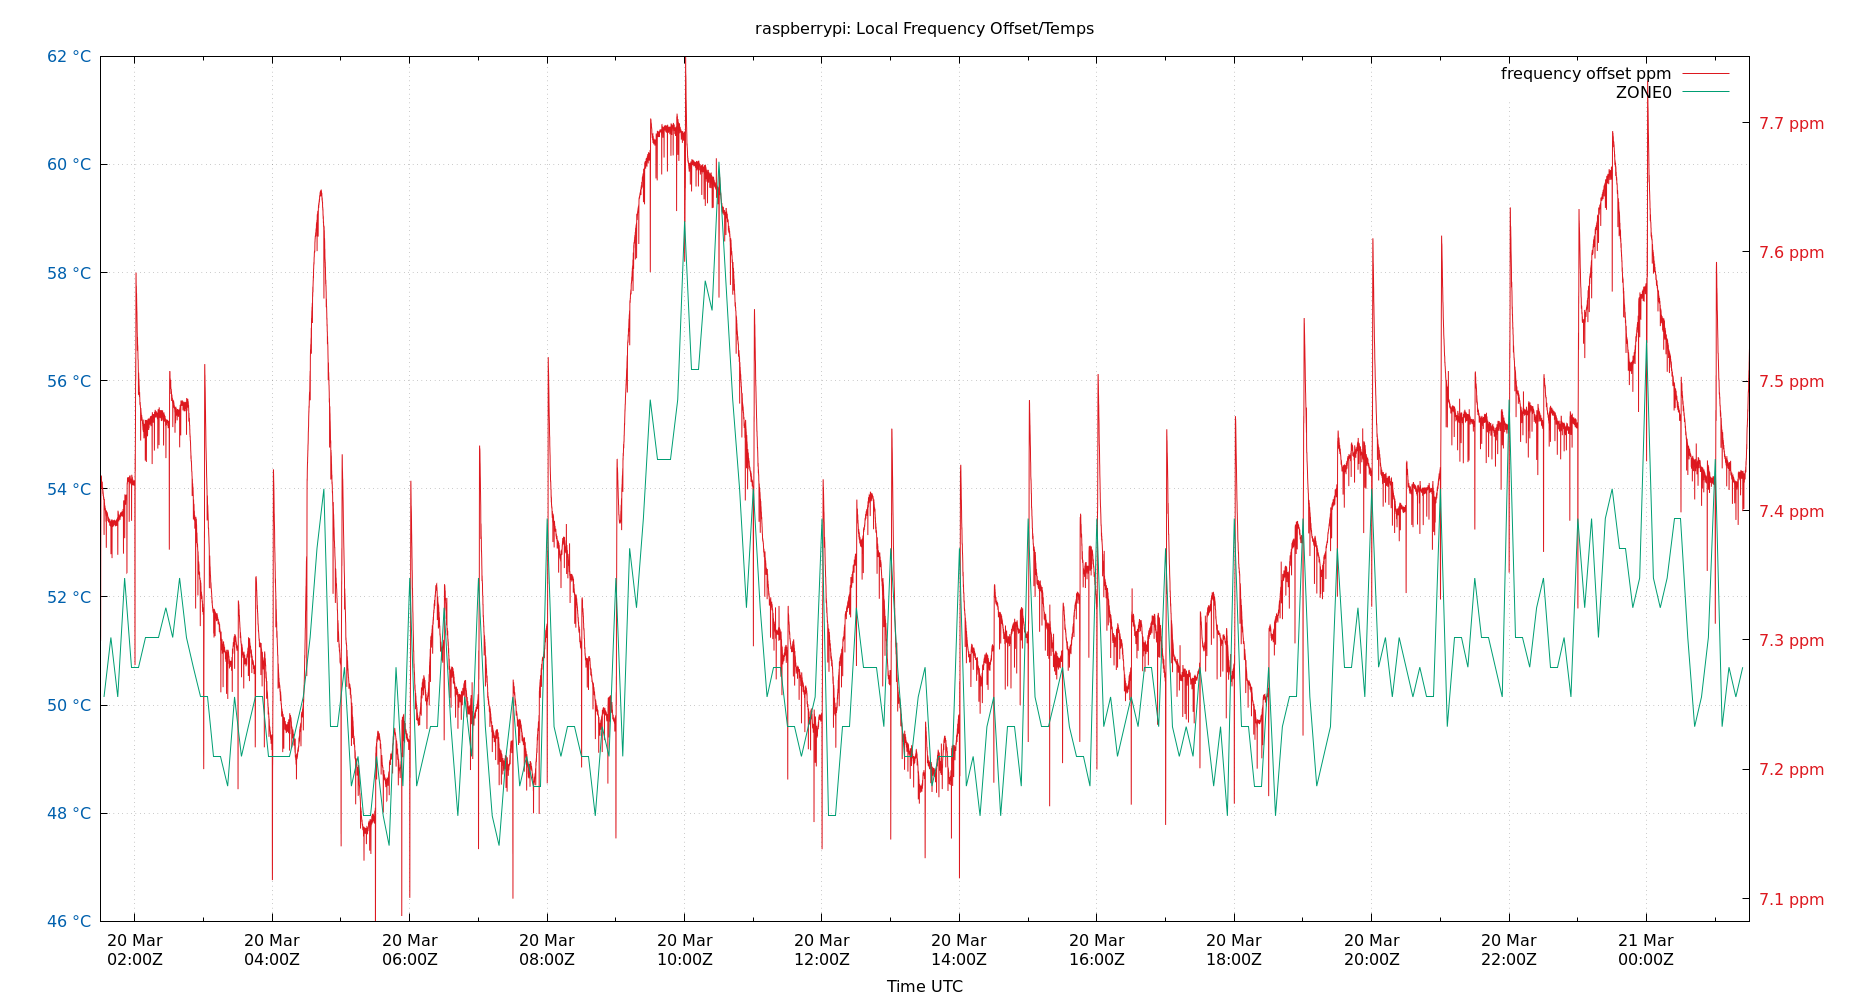 raspberrypi: Local Frequency Offset/Temps
frequency offset ppm
ZONE0
62 °C
60 °C
58 °C
56 °C
54 °C
52 °C
50 °C
48 °C
46 °C
7.7 ppm
7.6 ppm
7.5 ppm
7.4 ppm
7.3 ppm
7.2 ppm
7.1 ppm
20 Mar 20 Mar 20 Mar 20 Mar 20 Mar 20 Mar 20 Mar 20 Mar 20 Mar 20 Mar 20 Mar 21 Mar
02:00Z 04:00Z 06:00Z 08:00Z 10:00Z 12:00Z 14:00Z 16:00Z 18:00Z 20:00Z 22:00Z 00:00Z
Time UTC